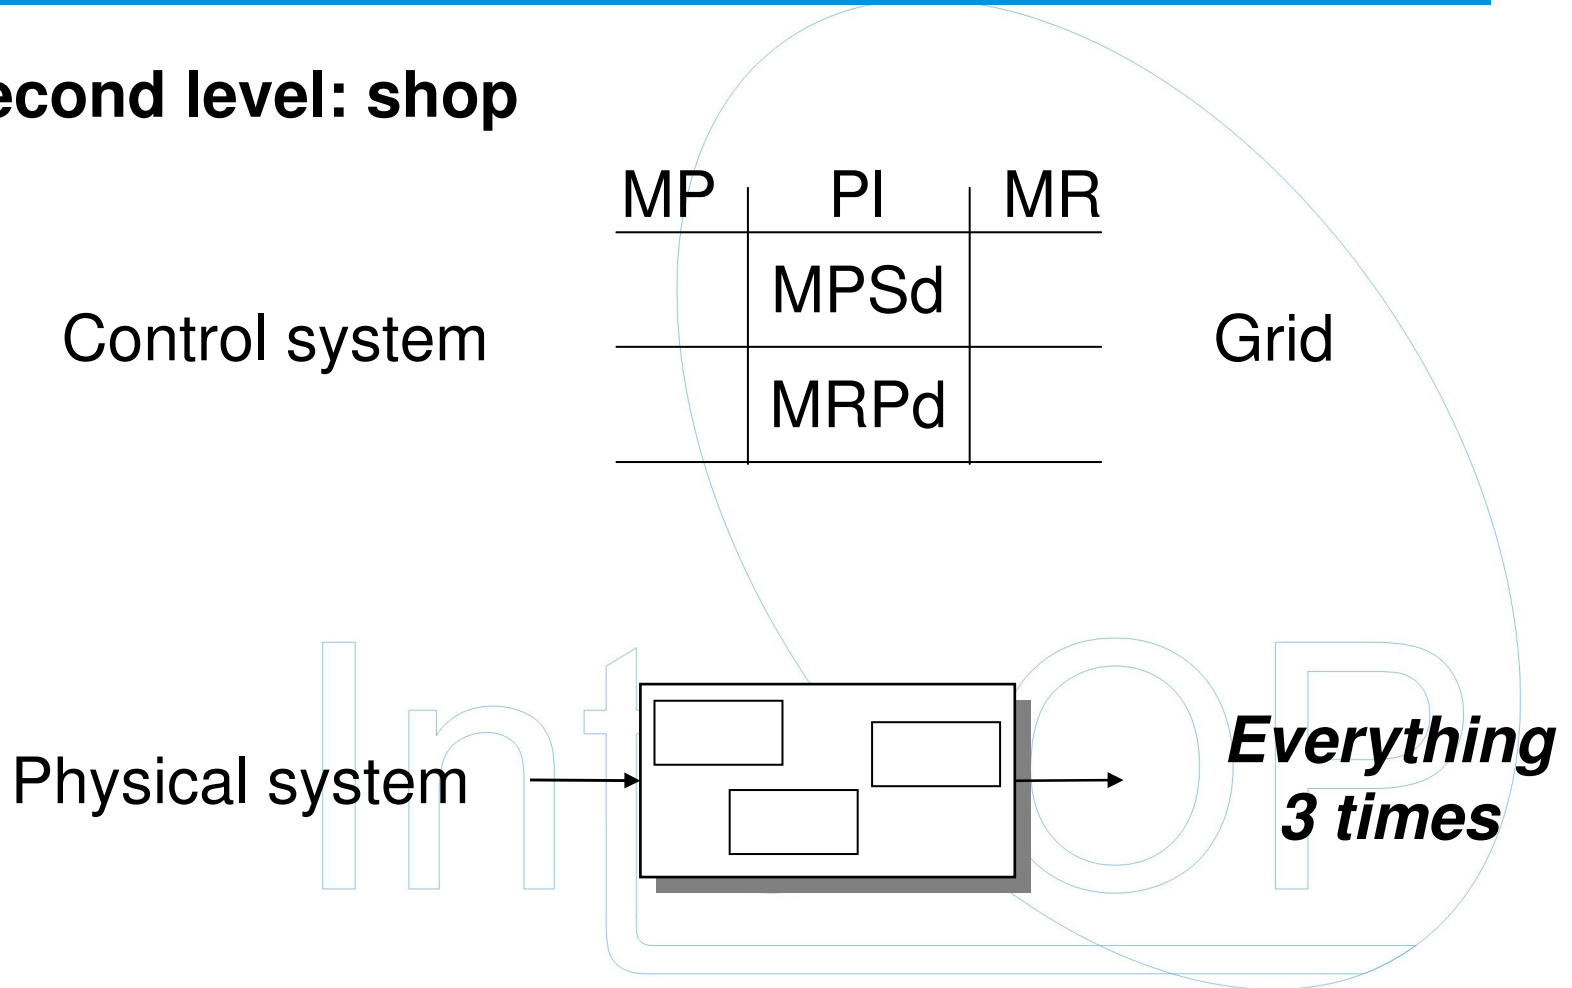 econd level: shop
MP PI MR
MPSd
Control system Grid
MRPd
Physical system
Everything
3 times